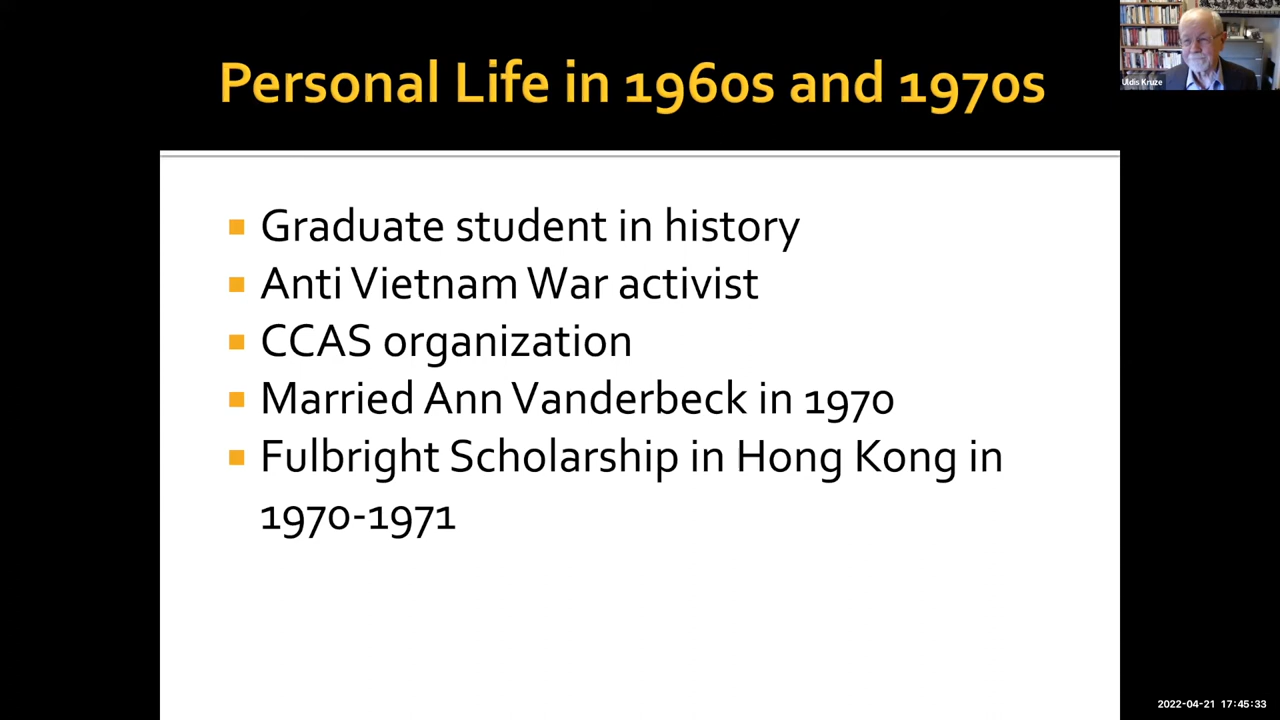 Personal Life in 1960s and 1970s
Uldis Kruze
Graduate student in history
Anti Vietnam War activist
CCAS organization
Married Ann Vanderbeck in 1970
Fulbright Scholarship in Hong Kong in
1970-1971
2022-04-21 17:45:33